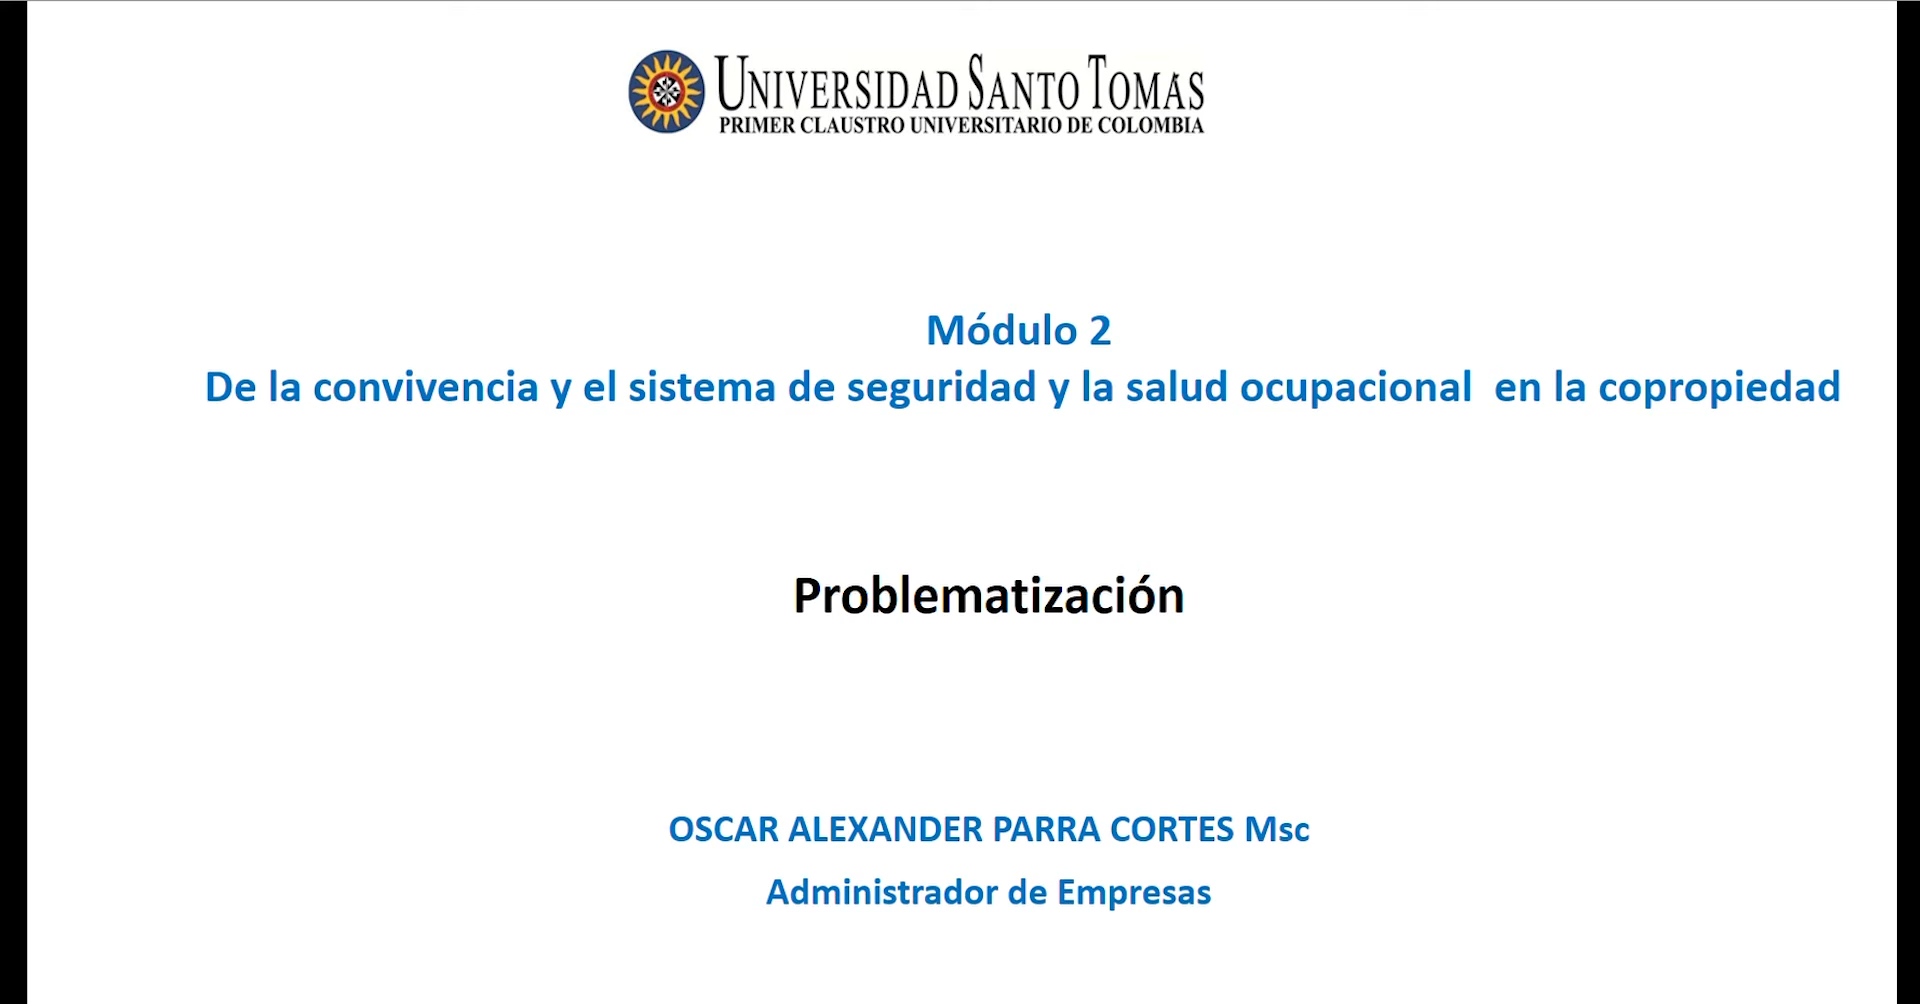 UNIVERSIDAD SANTO TOMÁS
PRIMER CLAUSTRO UNIVERSITARIO DE COLOMBIA
Módulo 2
De la convivencia y el sistema de seguridad y la salud ocupacional en la copropiedad
Problematización
OSCAR ALEXANDER PARRA CORTES Msc
Administrador de Empresas